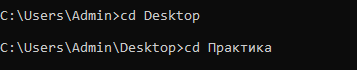 C:\Users\Admin>cd Desktop
C:\Users\Admin\Desktop>cd Практика